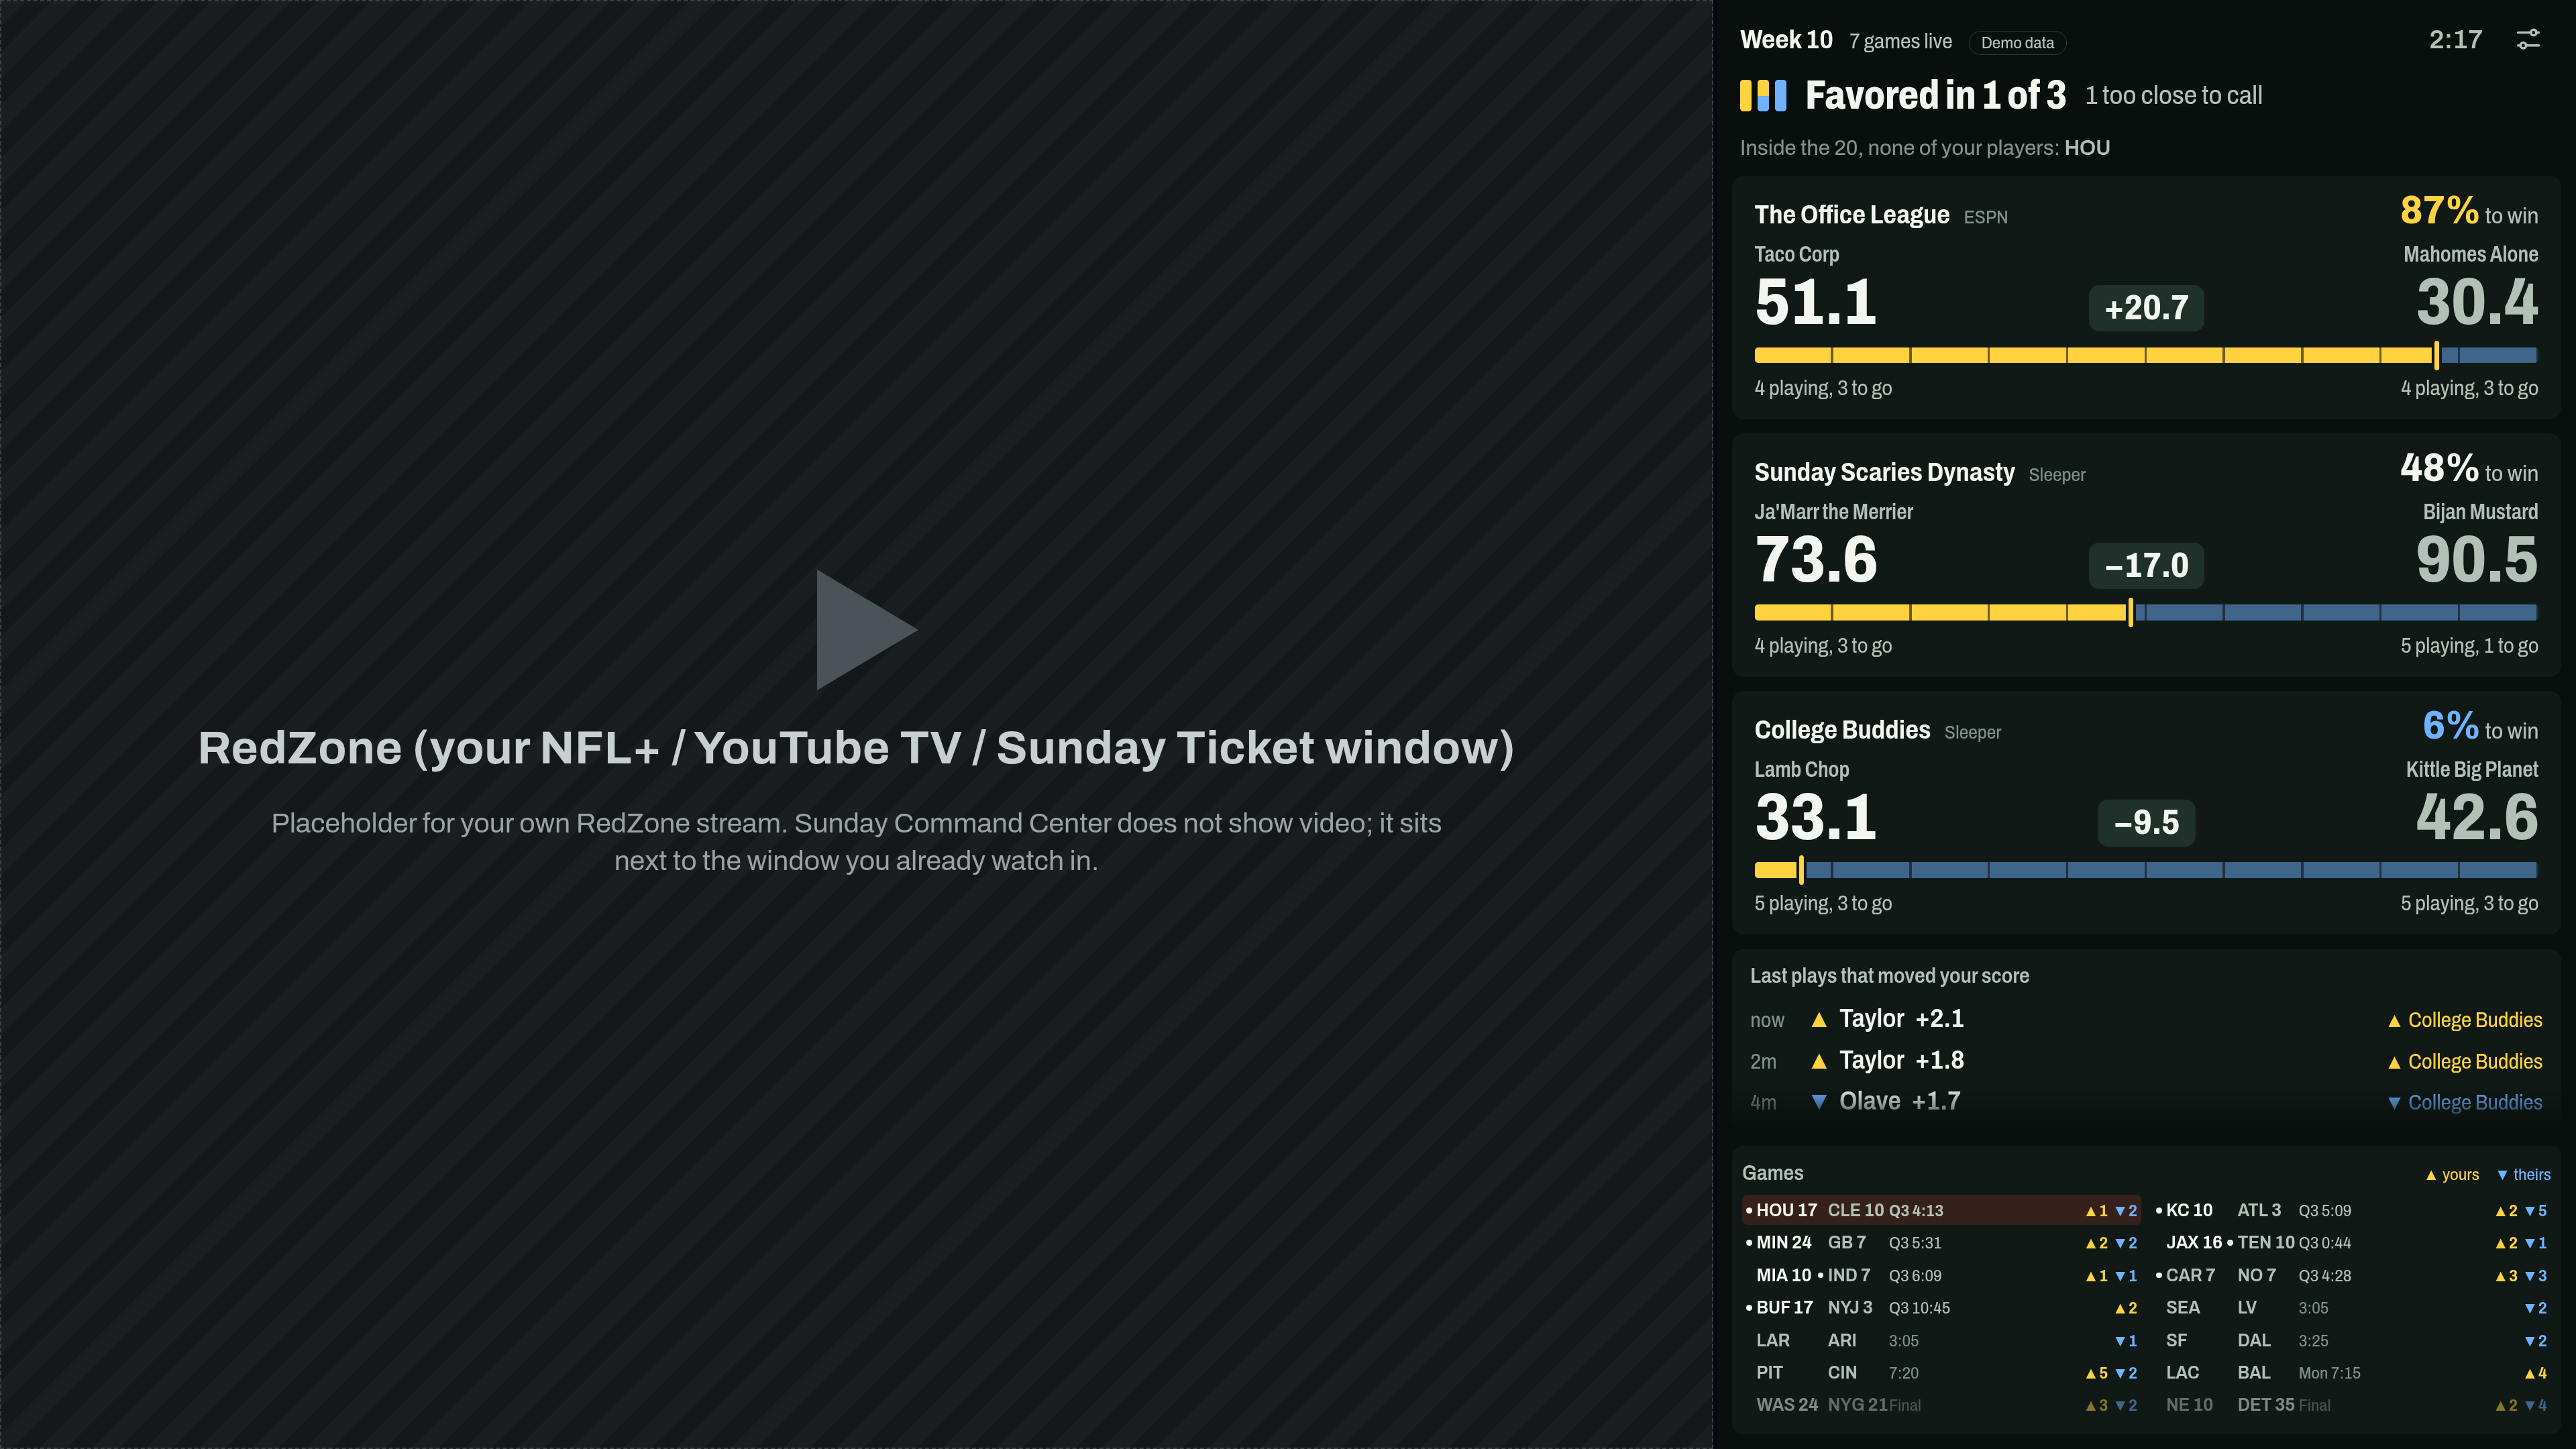 RedZone (your NFL+ / YouTube TV / Sunday Ticket window)
Placeholder for your own RedZone stream. Sunday Command Center does not show video; it sits
next to the window you already watch in.
Week 10 7 games live Demo data 2:17
Favored in 1 of 3 1 too close to call
Inside the 20, none of your players: HOU
The Office League ESPN 87% to win
Taco Corp Mahomes Alone
51.1 +20.7 30.4
4 playing, 3 to go 4 playing, 3 to go
Sunday Scaries Dynasty Sleeper 48% to win
Ja'Marr the Merrier Bijan Mustard
73.6 −17.0 90.5
4 playing, 3 to go 5 playing, 1 to go
College Buddies Sleeper 6% to win
Lamb Chop Kittle Big Planet
33.1 −9.5 42.6
5 playing, 3 to go 5 playing, 3 to go
Last plays that moved your score
now ▲ Taylor +2.1 ▲ College Buddies
2m ▲ Taylor +1.8 ▲ College Buddies
4m ▼ Olave +1.7 ▼ College Buddies
Games ▲ yours ▼ theirs
• HOU 17 CLE 10 Q3 4:13 ▲1 ▼2 • KC 10 ATL 3 Q3 5:09 ▲2 ▼5
• MIN 24 GB 7 Q3 5:31 ▲2 ▼2 JAX 16 • TEN 10 Q3 0:44 ▲2 ▼1
MIA 10 • IND 7 Q3 6:09 ▲1 ▼1 • CAR 7 NO 7 Q3 4:28 ▲3 ▼3
• BUF 17 NYJ 3 Q3 10:45 ▲2 SEA LV 3:05 ▼2
LAR ARI 3:05 ▼1 SF DAL 3:25 ▼2
PIT CIN 7:20 ▲5 ▼2 LAC BAL Mon 7:15 ▲4
WAS 24 NYG 21 Final ▲3 ▼2 NE 10 DET 35 Final ▲2 ▼4